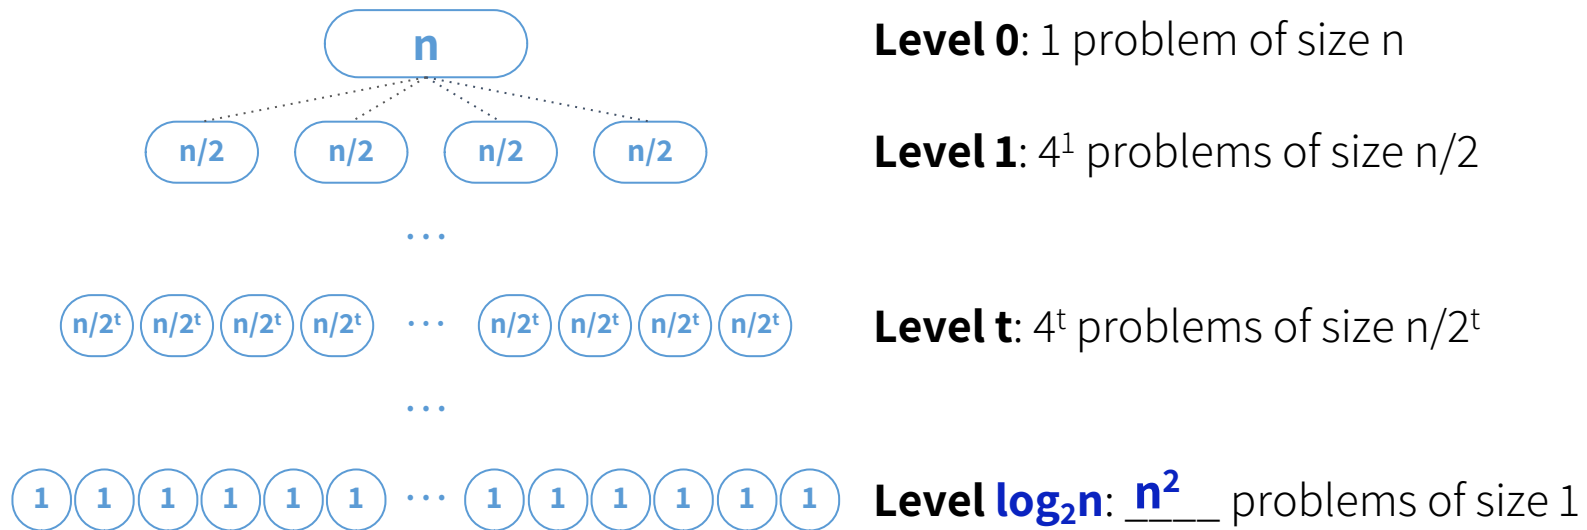 n Level 0: 1 problem of size n
n/2 n/2 n/2 n/2 Level 1: 4¹ problems of size n/2
...
n/2ᵗ n/2ᵗ n/2ᵗ n/2ᵗ ... n/2ᵗ n/2ᵗ n/2ᵗ n/2ᵗ Level t: 4ᵗ problems of size n/2ᵗ
...
1 1 1 1 1 1 ... 1 1 1 1 1 1 Level log₂n: n² problems of size 1